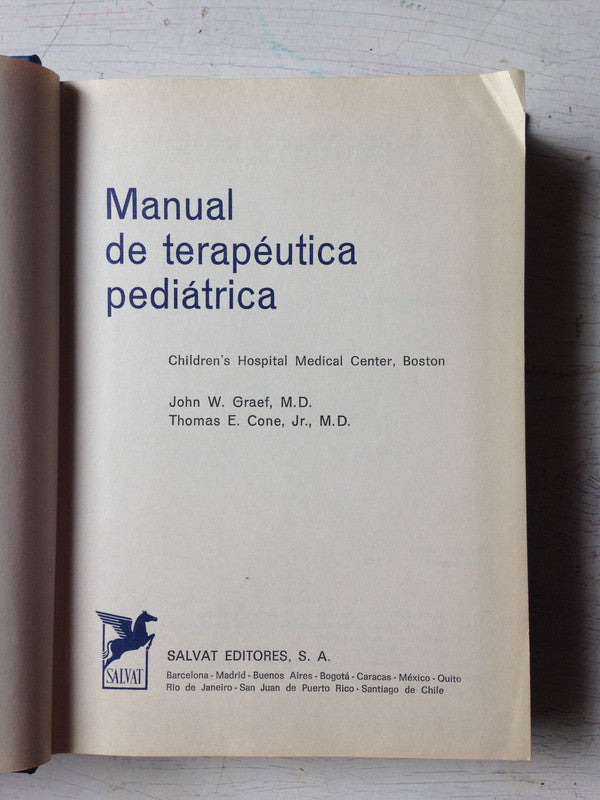 Manual
de terapéutica
pediátrica
Children's Hospital Medical Center, Boston
John W. Graef, M.D.
Thomas E. Cone, Jr., M.D.
SALVAT
SALVAT EDITORES, S. A.
Barcelona - Madrid - Buenos Aires - Bogotá - Caracas - México - Quito
Rio de Janeiro - San Juan de Puerto Rico - Santiago de Chile